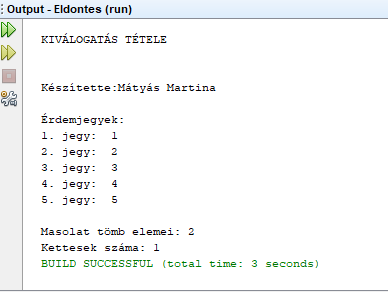 Output - Eldontes (run)
KIVÁLOGATÁS TÉTELE
Készítette:Mátyás Martina
Érdemjegyek:
1. jegy: 1
2. jegy: 2
3. jegy: 3
4. jegy: 4
5. jegy: 5
Masolat tömb elemei: 2
Kettesek száma: 1
BUILD SUCCESSFUL (total time: 3 seconds)